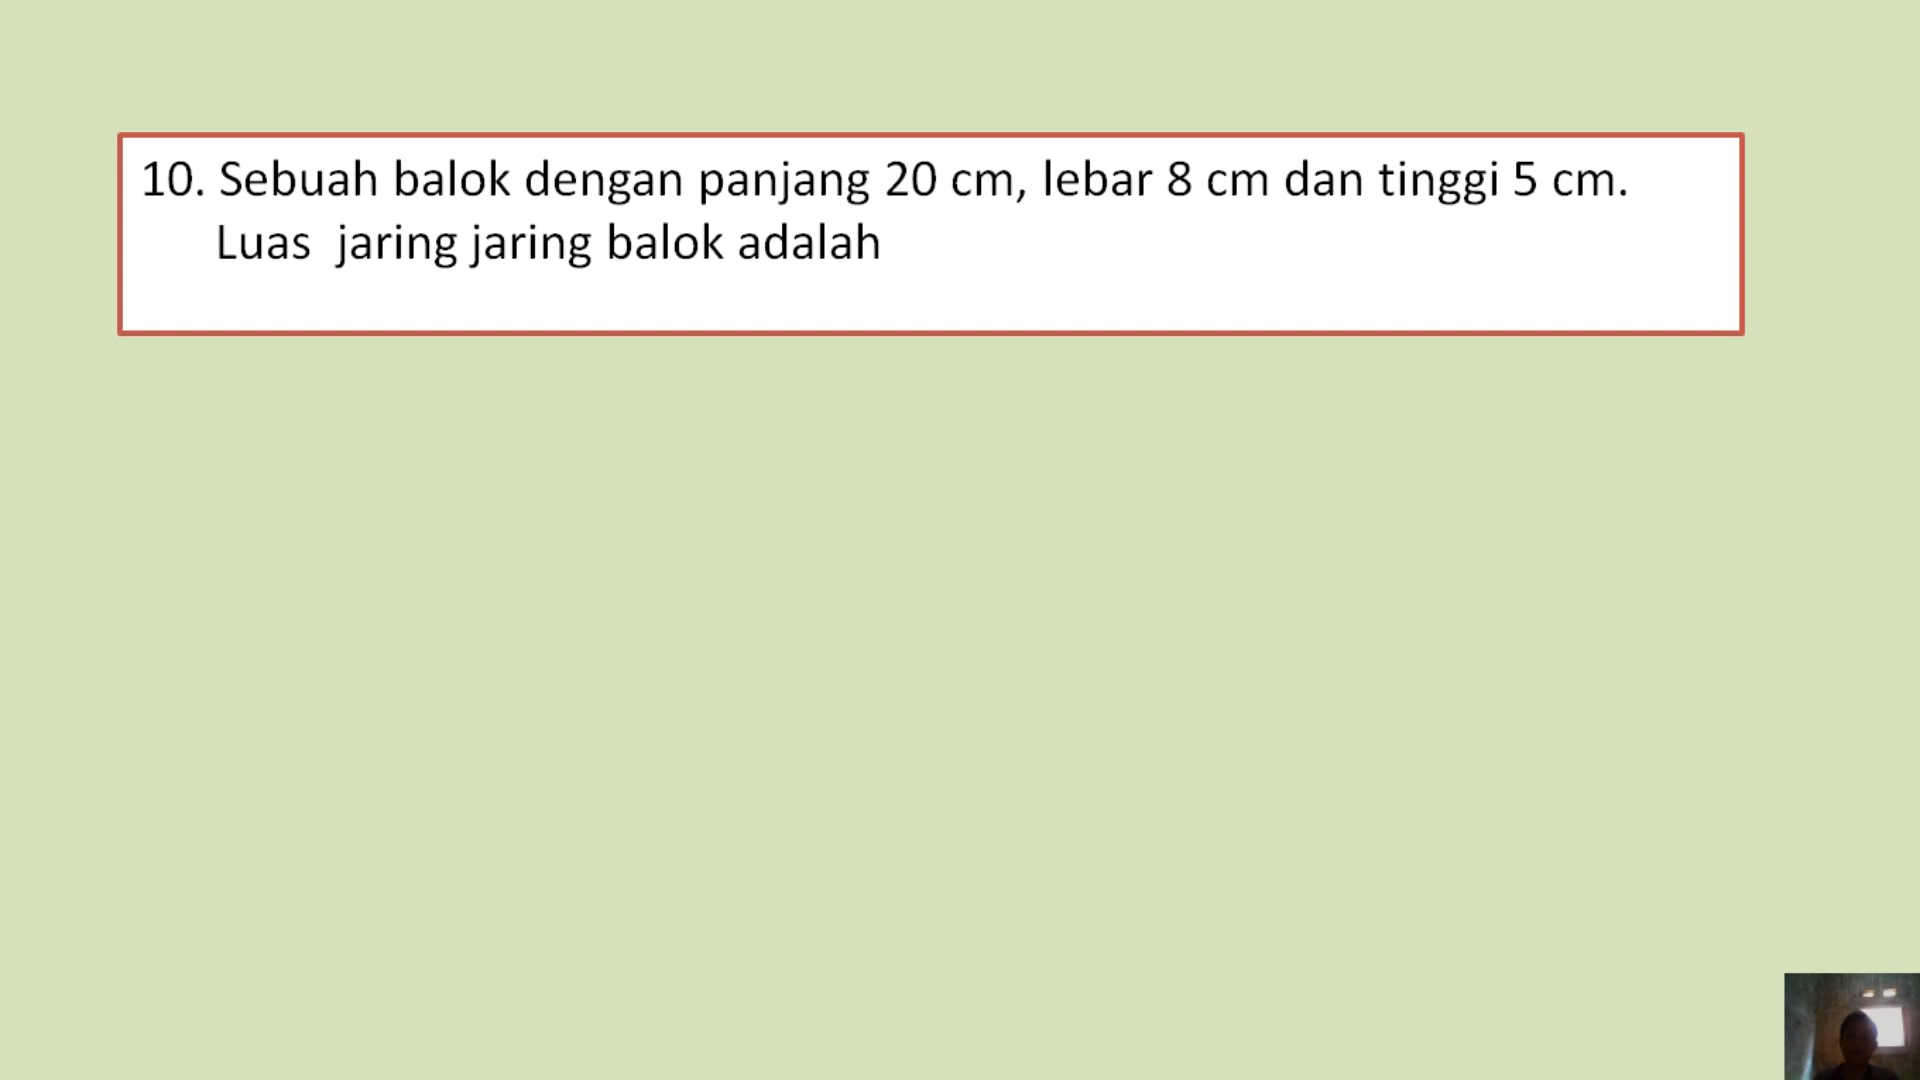 10. Sebuah balok dengan panjang 20 cm, lebar 8 cm dan tinggi 5 cm.
Luas  jaring jaring balok adalah